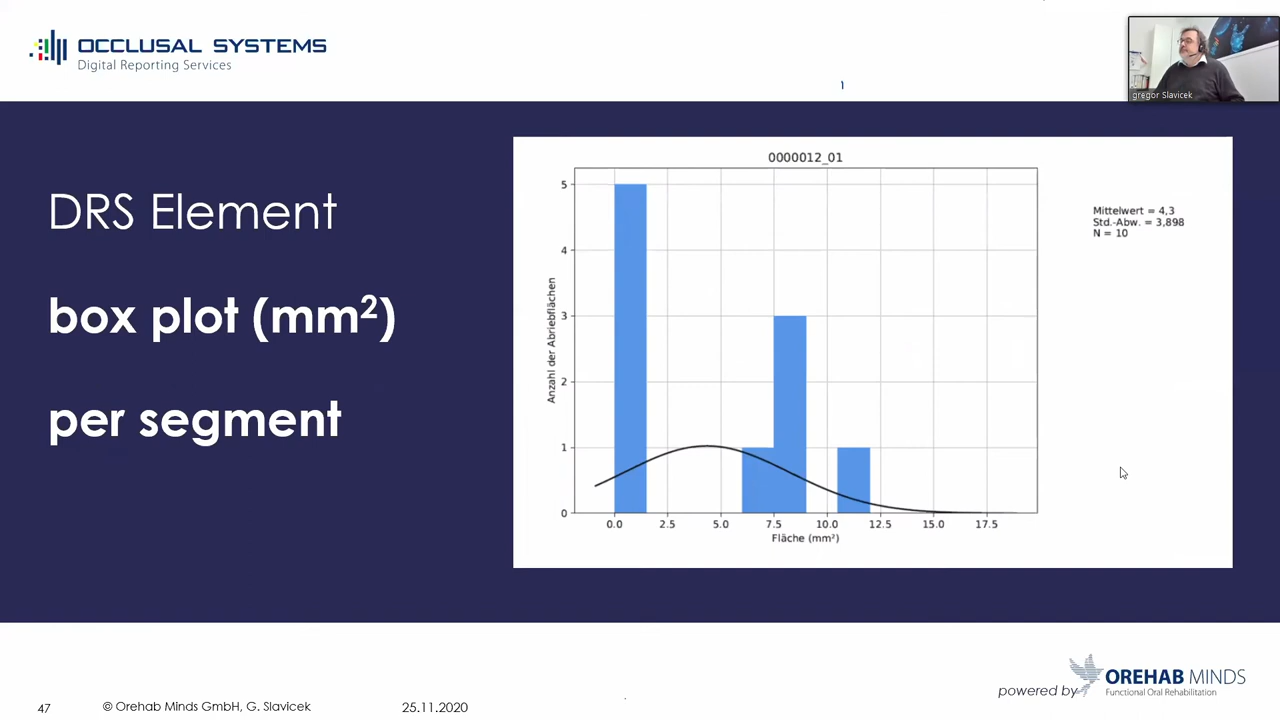 OCCLUSAL SYSTEMS
Digital Reporting Services
gregor Slavicek
DRS Element
box plot (mm²)
per segment
0000012_01
Mittelwert = 4,3
Std.-Abw. = 3,898
N = 10
Anzahl der Abriebflächen
5
4
3
2
1
0
0.0 2.5 5.0 7.5 10.0 12.5 15.0 17.5
Fläche (mm²)
47 © Orehab Minds GmbH, G. Slavicek 25.11.2020
powered by
OREHAB MINDS
Functional Oral Rehabilitation